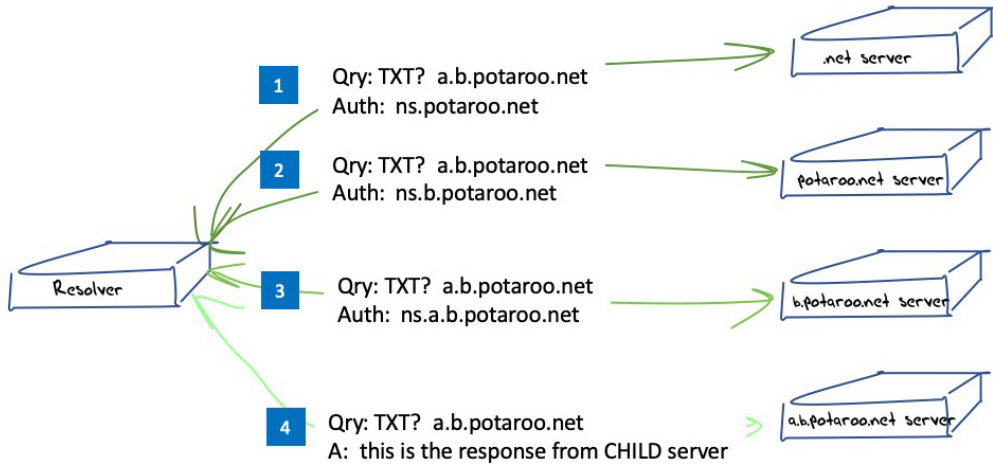 .net server
1
Qry: TXT?  a.b.potaroo.net
Auth:  ns.potaroo.net
2
Qry: TXT?  a.b.potaroo.net
Auth:  ns.b.potaroo.net
potaroo.net server
Resolver
3
Qry: TXT?  a.b.potaroo.net
Auth:  ns.a.b.potaroo.net
b.potaroo.net server
4
Qry: TXT?  a.b.potaroo.net
A:  this is the response from CHILD server
a.b.potaroo.net server